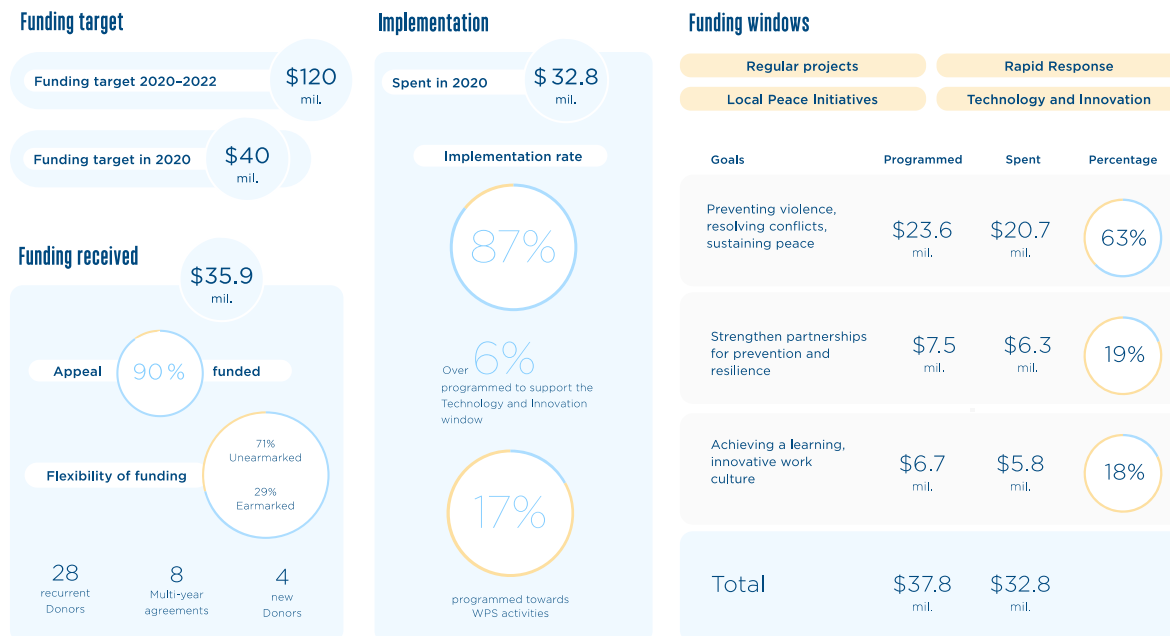 Funding target
Funding target 2020–2022
$120
mil.
Funding target in 2020
$40
mil.
Funding received
$35.9
mil.
Appeal
90%
funded
Flexibility of funding
71%
Unearmarked
29%
Earmarked
28
recurrent
Donors
8
Multi-year
agreements
4
new
Donors
Implementation
Spent in 2020
$32.8
mil.
Implementation rate
87%
Over 6%
programmed to support the
Technology and Innovation
window
17%
programmed towards
WPS activities
Funding windows
Regular projects
Rapid Response
Local Peace Initiatives
Technology and Innovation
Goals Programmed Spent Percentage
Preventing violence,
resolving conflicts,
sustaining peace
$23.6
mil.
$20.7
mil.
63%
Strengthen partnerships
for prevention and
resilience
$7.5
mil.
$6.3
mil.
19%
Achieving a learning,
innovative work
culture
$6.7
mil.
$5.8
mil.
18%
Total
$37.8
mil.
$32.8
mil.